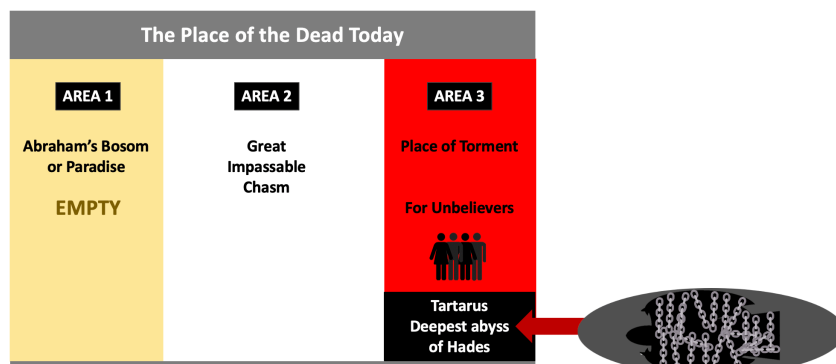 The Place of the Dead Today
AREA 1
Abraham’s Bosom
or Paradise
EMPTY
AREA 2
Great
Impassable
Chasm
AREA 3
Place of Torment
For Unbelievers
Tartarus
Deepest abyss
of Hades